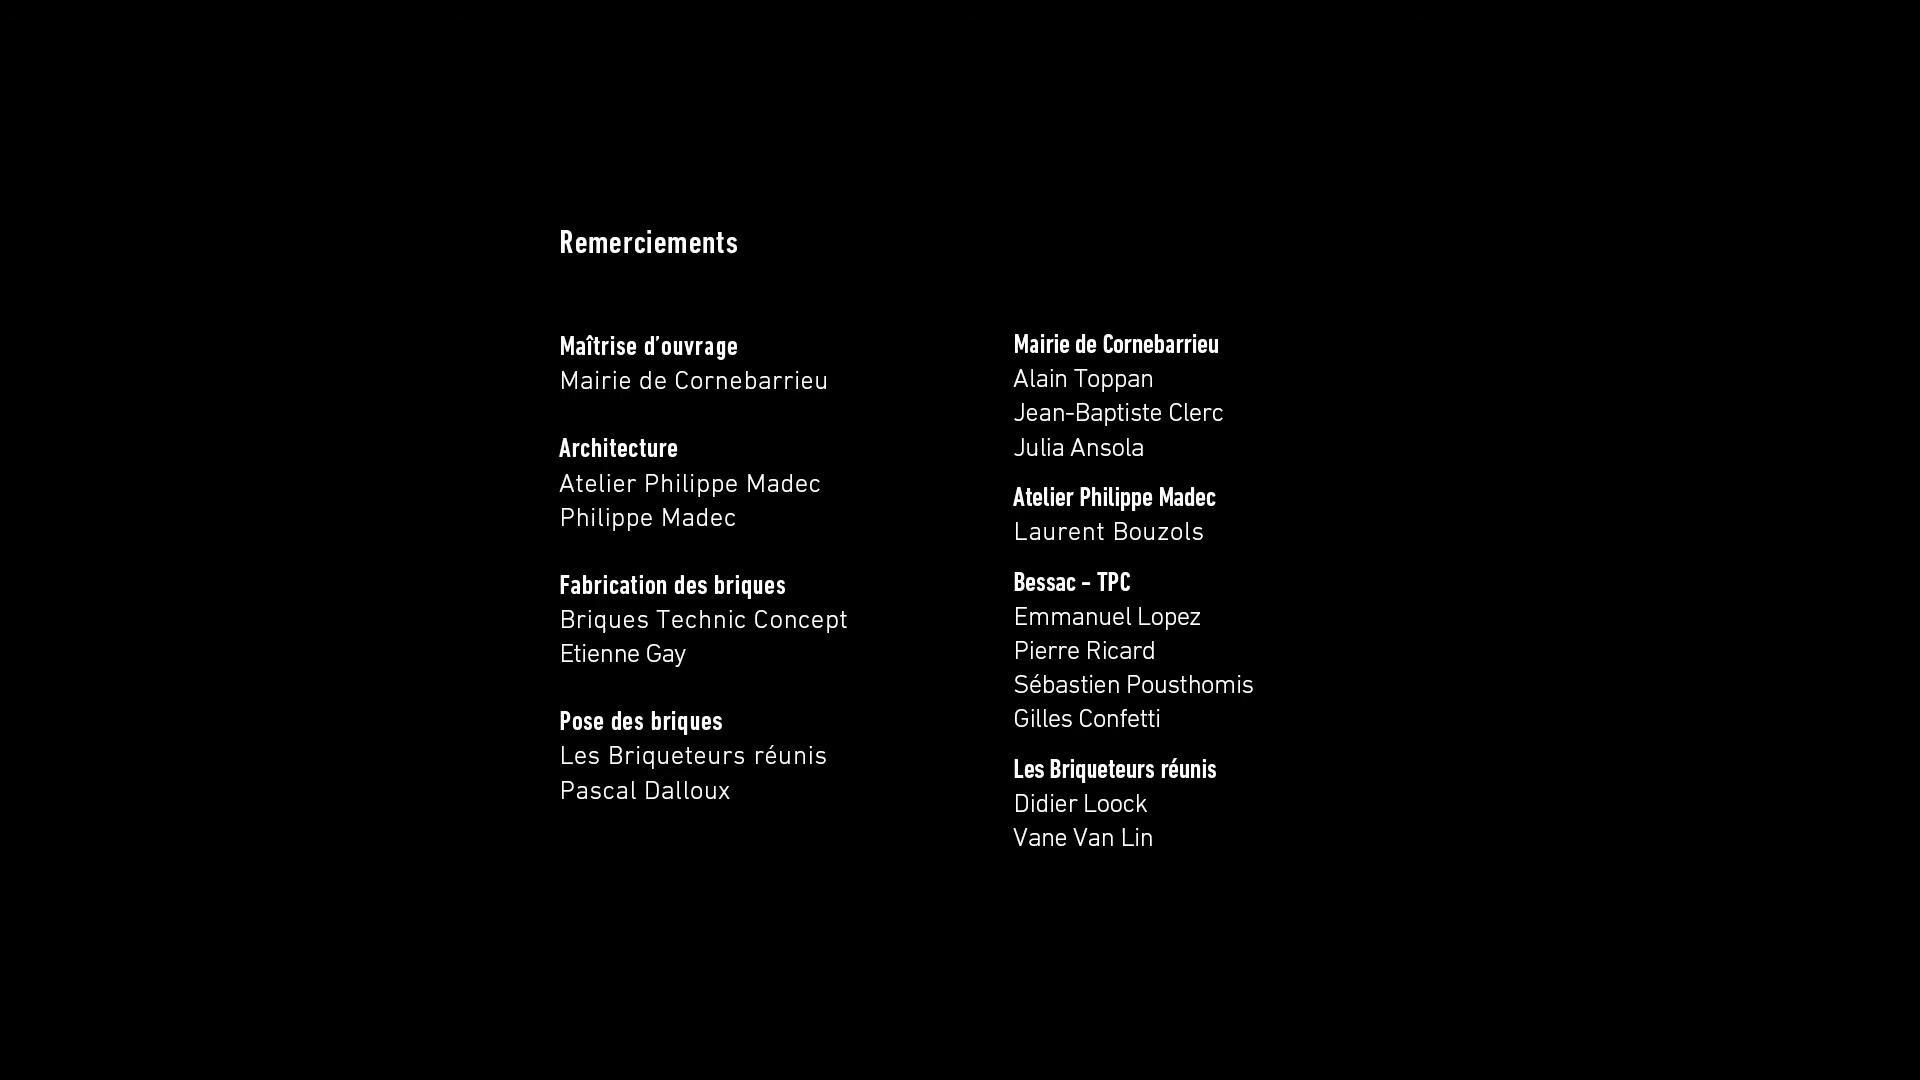 Remerciements
Maîtrise d’ouvrage
Mairie de Cornebarrieu
Architecture
Atelier Philippe Madec
Philippe Madec
Fabrication des briques
Briques Technic Concept
Etienne Gay
Pose des briques
Les Briqueteurs réunis
Pascal Dalloux
Mairie de Cornebarrieu
Alain Toppan
Jean-Baptiste Clerc
Julia Ansola
Atelier Philippe Madec
Laurent Bouzols
Bessac - TPC
Emmanuel Lopez
Pierre Ricard
Sébastien Pousthomis
Gilles Confetti
Les Briqueteurs réunis
Didier Loock
Vane Van Lin